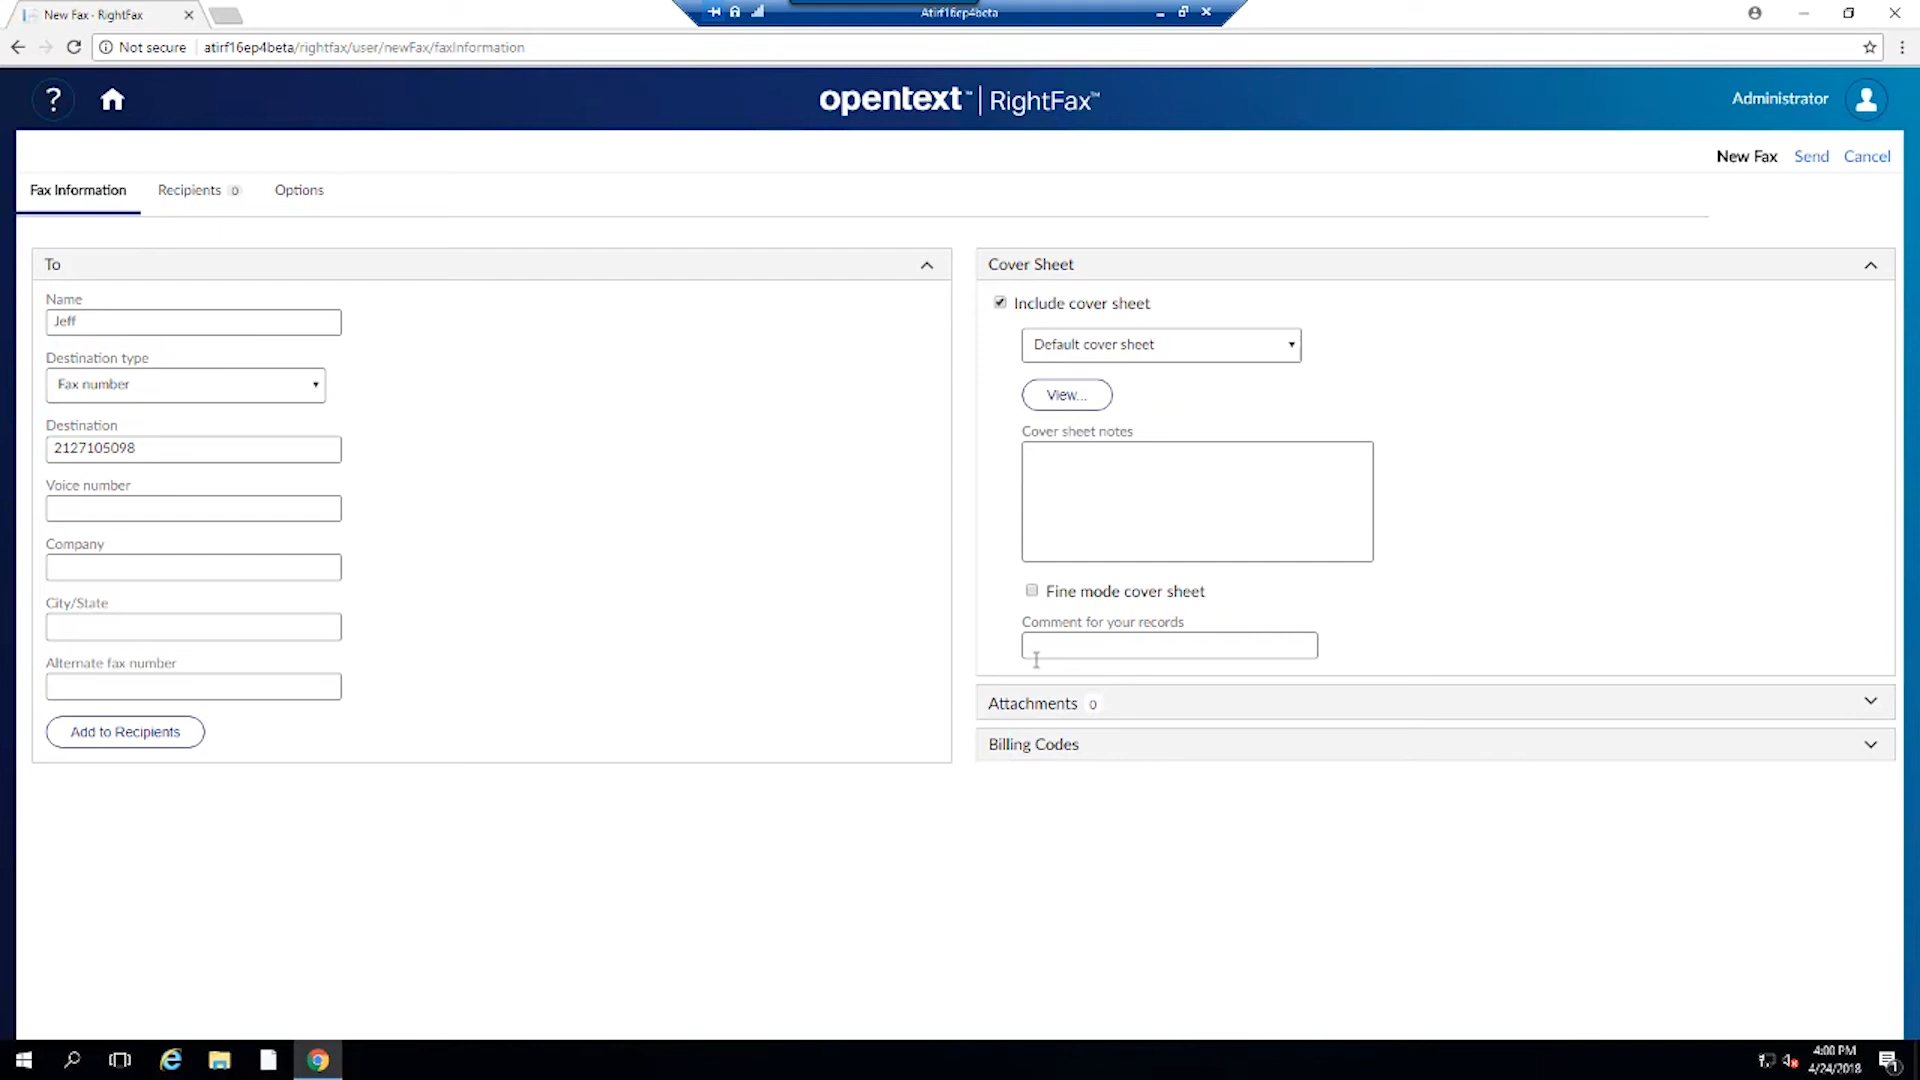 New Fax - RightFax
Atirf16ep4beta
Not secure
atirf16ep4beta/rightfax/user/newFax/faxInformation
?
opentext™ | RightFax™
Administrator
New Fax Send Cancel
Fax Information
Recipients 0
Options
To
Name
Jeff
Destination type
Fax number
Destination
2127105098
Voice number
Company
City/State
Alternate fax number
Add to Recipients
Cover Sheet
Include cover sheet
Default cover sheet
View...
Cover sheet notes
Fine mode cover sheet
Comment for your records
Attachments 0
Billing Codes
4:00 PM
4/24/2018
1